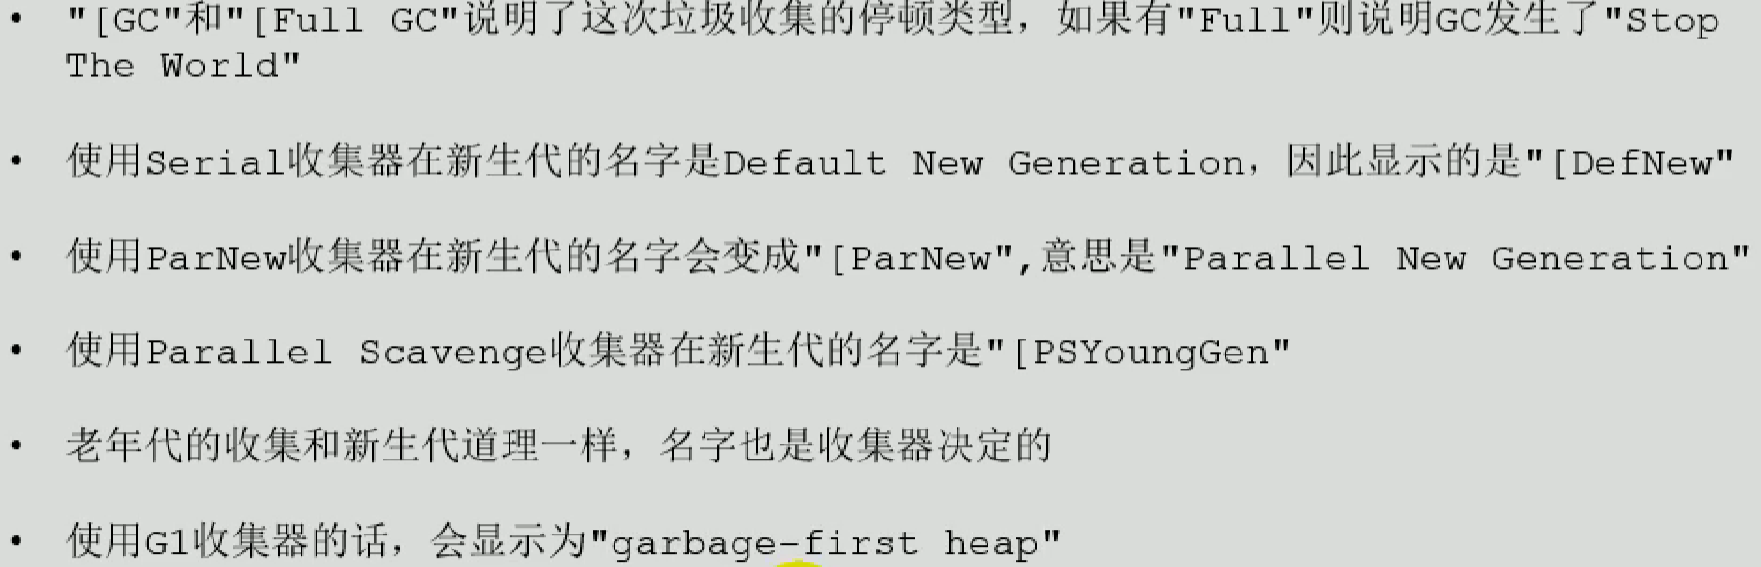 • "[GC"和"[Full GC"说明了这次垃圾收集的停顿类型，如果有"Full"则说明GC发生了"Stop
The World"
• 使用Serial收集器在新生代的名字是Default New Generation，因此显示的是"[DefNew"
• 使用ParNew收集器在新生代的名字会变成"[ParNew",意思是"Parallel New Generation"
• 使用Parallel Scavenge收集器在新生代的名字是"[PSYoungGen"
• 老年代的收集和新生代道理一样，名字也是收集器决定的
• 使用G1收集器的话，会显示为"garbage-first heap"